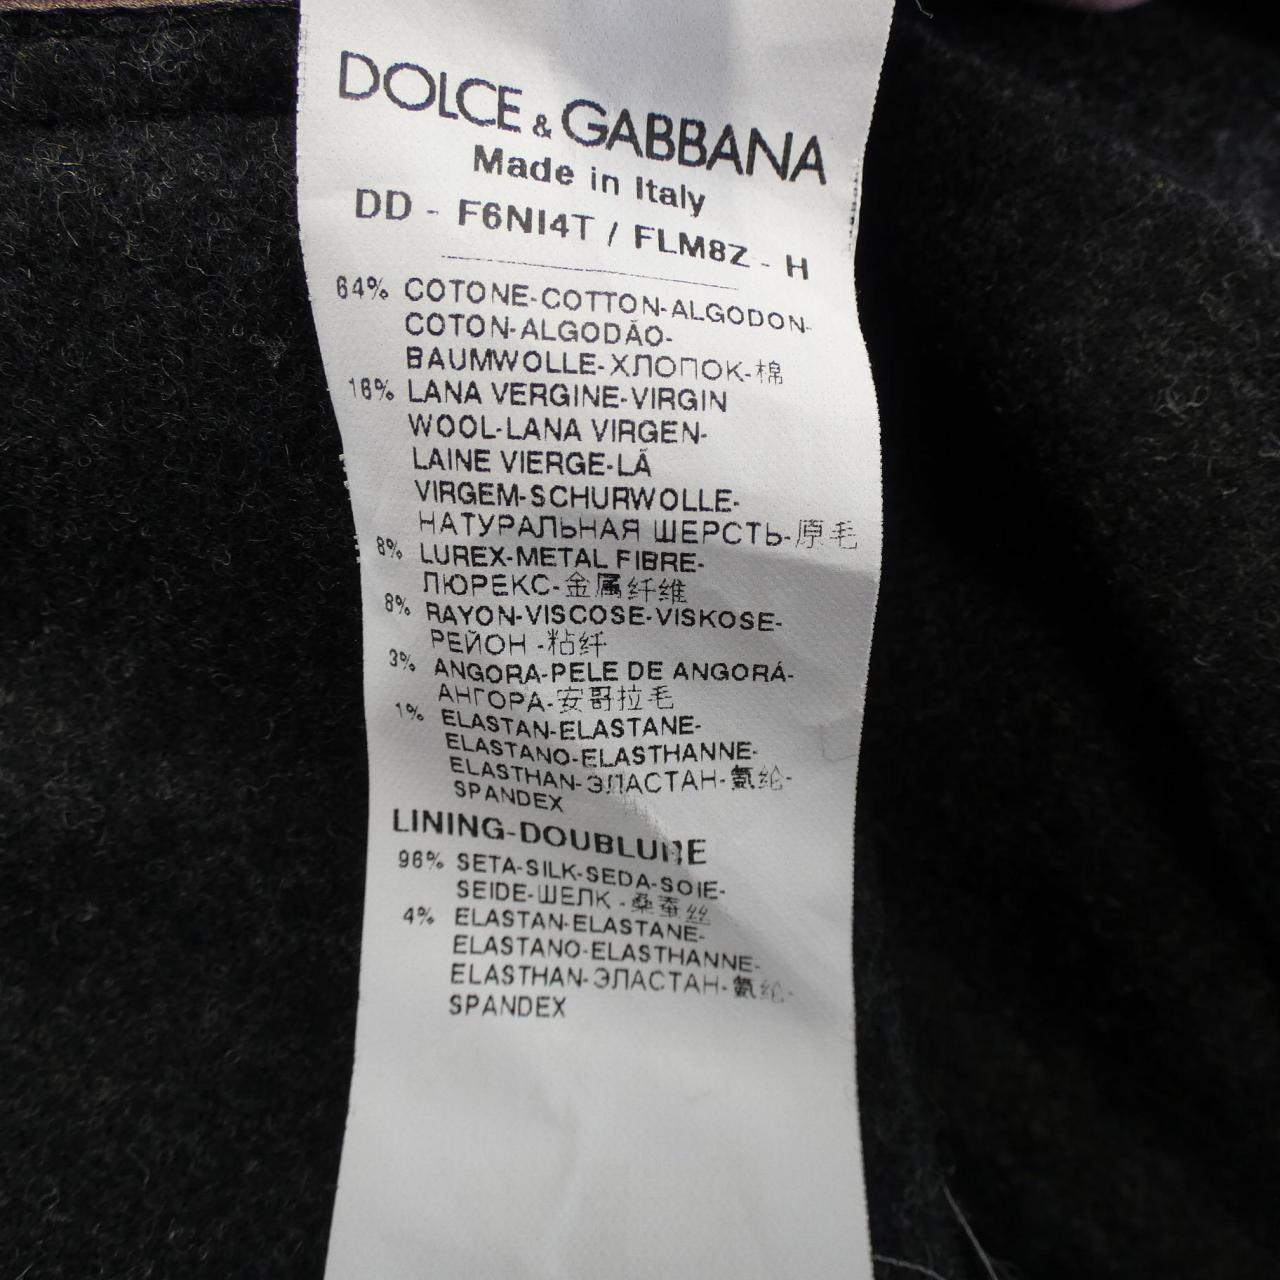 DOLCE & GABBANA
Made in Italy
DD - F6NI4T / FLM8Z - H
64% COTONE-COTTON-ALGODON-
COTON-ALGODÃO-
BAUMWOLLE-ХЛОПОК-棉
16% LANA VERGINE-VIRGIN
WOOL-LANA VIRGEN-
LAINE VIERGE-LÃ
VIRGEM-SCHURWOLLE-
НАТУРАЛЬНАЯ ШЕРСТЬ-原毛
8% LUREX-METAL FIBRE-
ЛЮРЕКС-金属纤维
8% RAYON-VISCOSE-VISKOSE-
РЕЙОН -粘纤
3% ANGORA-PELE DE ANGORÁ-
АНГОРА-安哥拉毛
1% ELASTAN-ELASTANE-
ELASTANO-ELASTHANNE-
ELASTHAN-ЭЛАСТАН-氨纶-
SPANDEX
LINING-DOUBLURE
96% SETA-SILK-SEDA-SOIE-
SEIDE-ШЕЛК -桑蚕丝
4% ELASTAN-ELASTANE-
ELASTANO-ELASTHANNE-
ELASTHAN-ЭЛАСТАН-氨纶-
SPANDEX